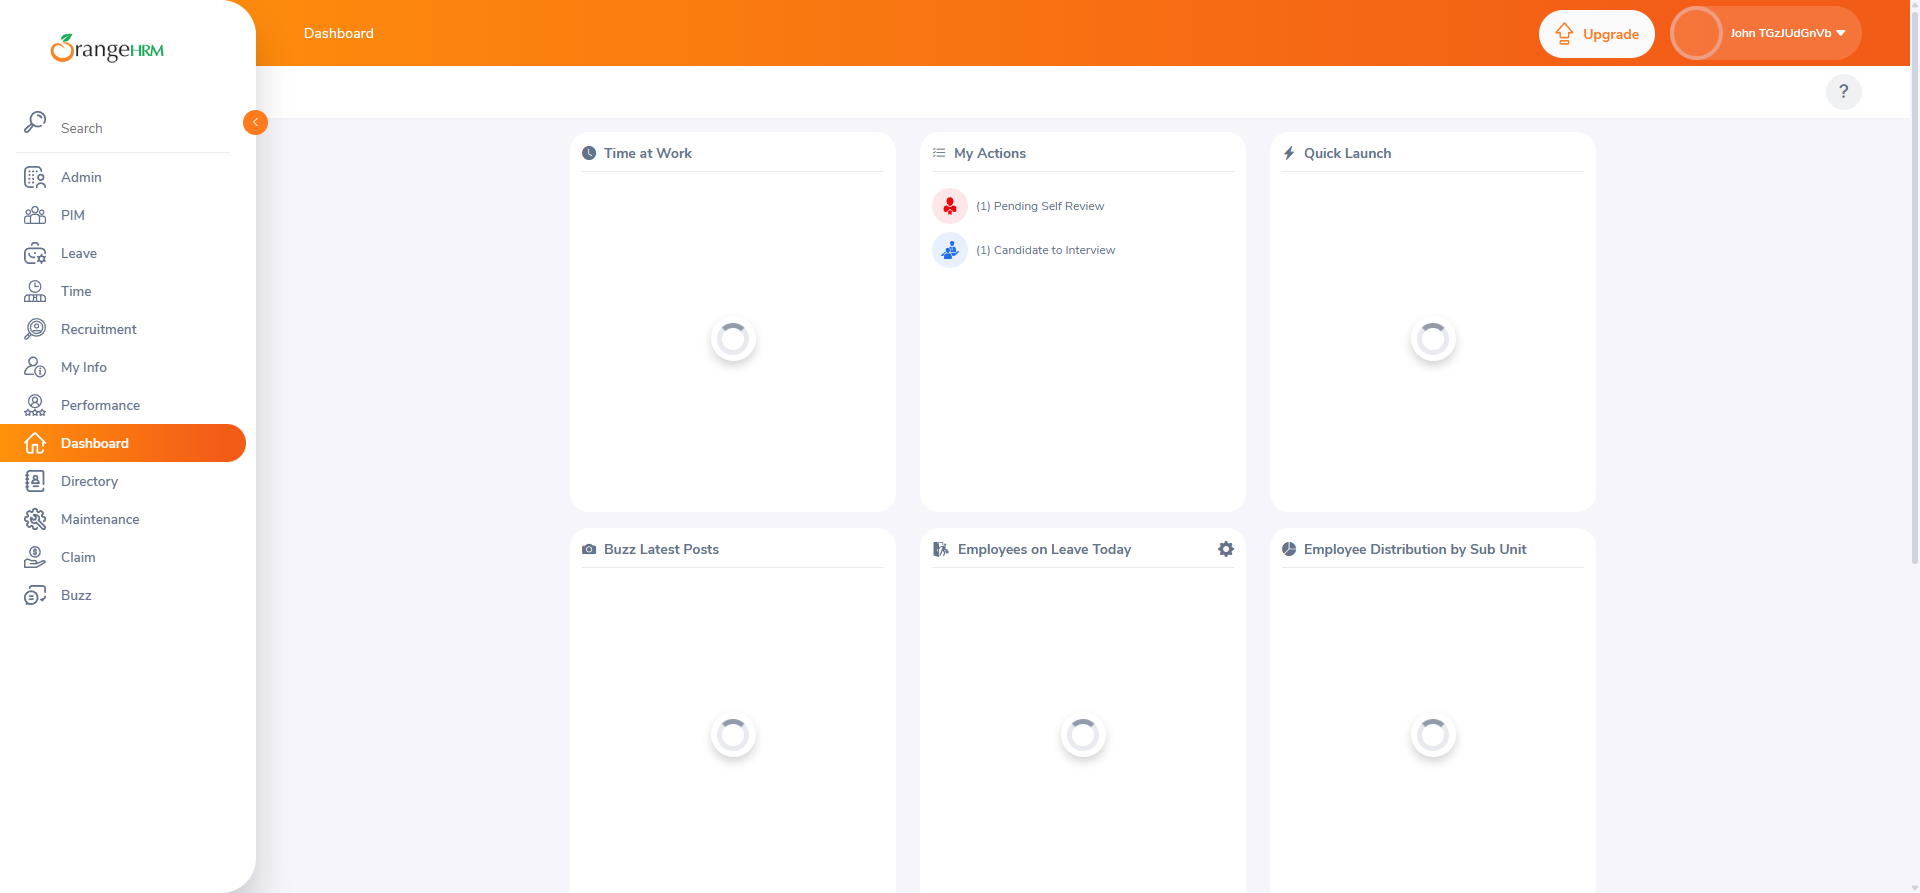 OrangeHRM
Dashboard
Upgrade
John TGzJUdGnVb
?
Search
Admin
PIM
Leave
Time
Recruitment
My Info
Performance
Dashboard
Directory
Maintenance
Claim
Buzz
Time at Work
My Actions
(1) Pending Self Review
(1) Candidate to Interview
Quick Launch
Buzz Latest Posts
Employees on Leave Today
Employee Distribution by Sub Unit